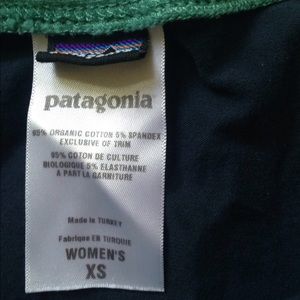 patagonia
95% ORGANIC COTTON 5% SPANDEX
EXCLUSIVE OF TRIM
95% COTON DE CULTURE
BIOLOGIQUE 5% ELASTHANNE
A PART LA GARNITURE
Made in TURKEY
Fabriqué EN TURQUIE
WOMEN'S
XS